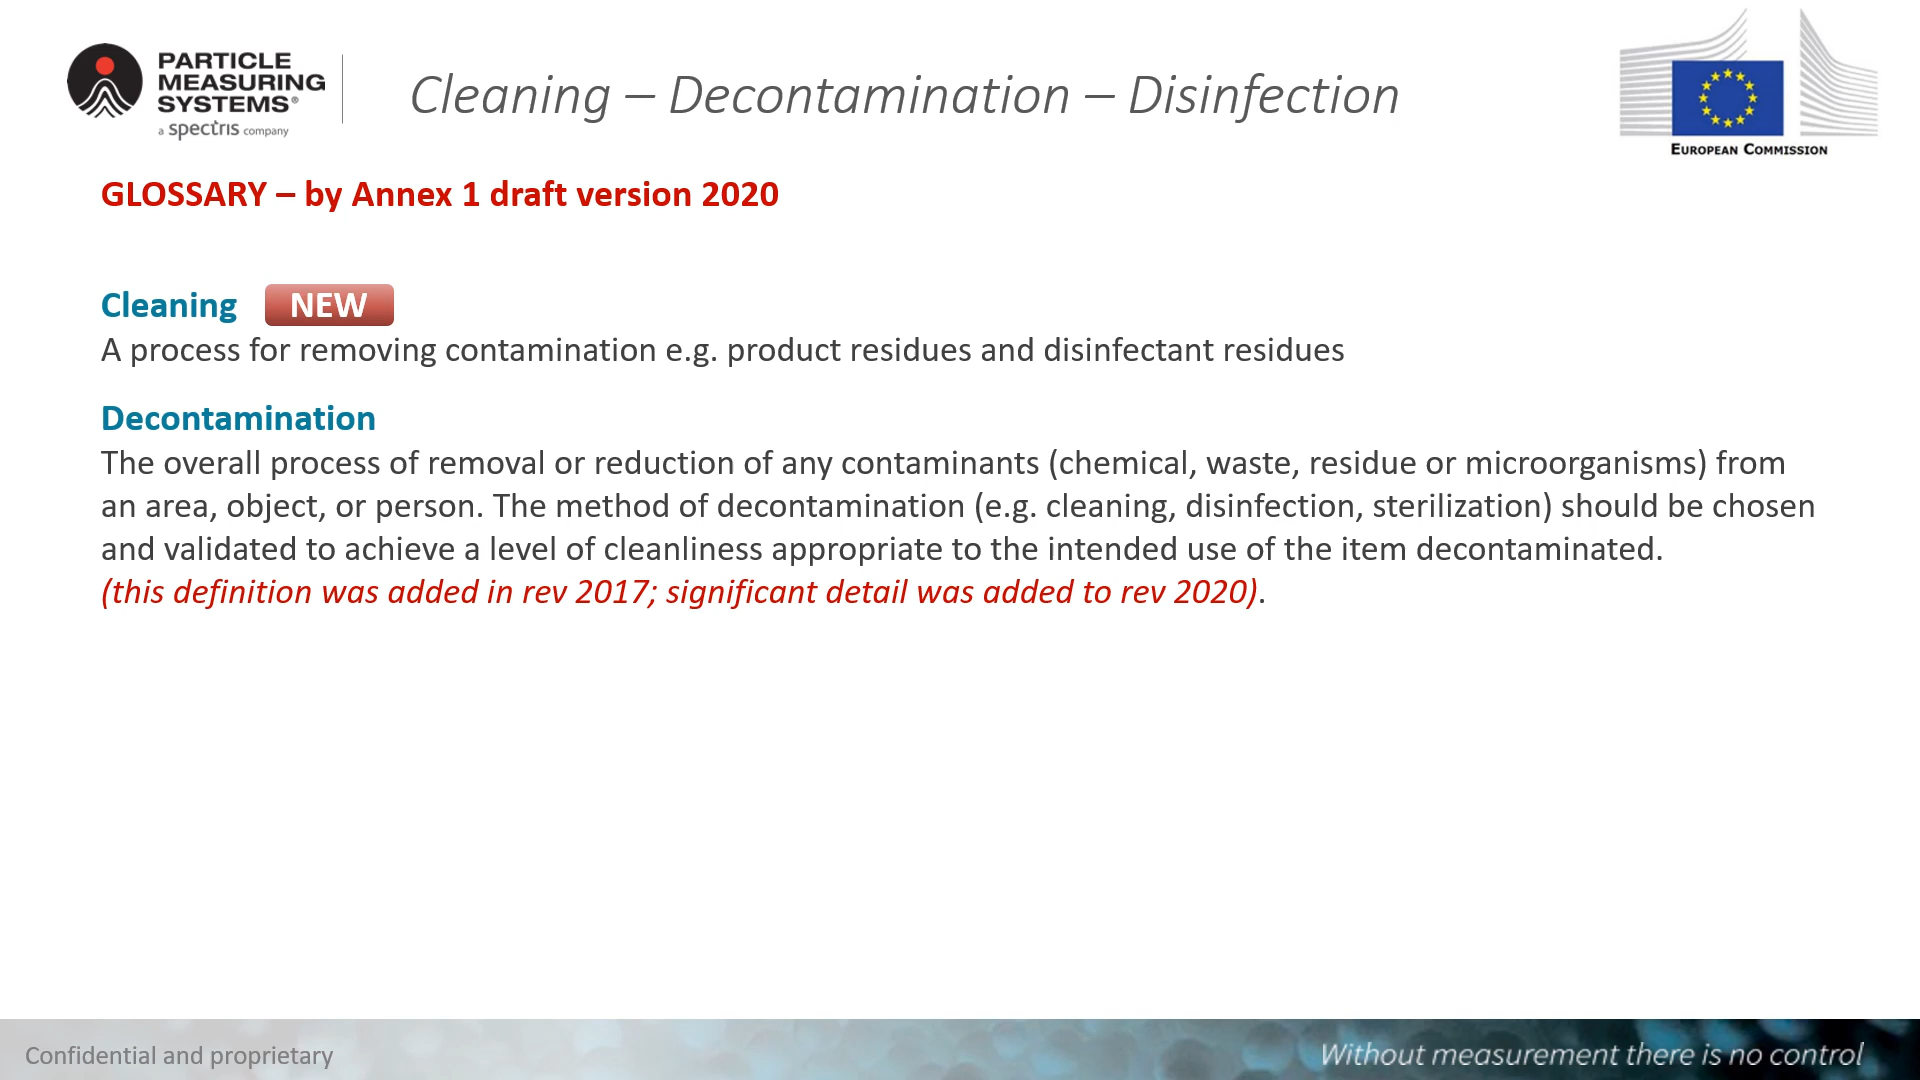 PARTICLE
MEASURING
SYSTEMS®
a spectris company
Cleaning – Decontamination – Disinfection
EUROPEAN COMMISSION
GLOSSARY – by Annex 1 draft version 2020
Cleaning NEW
A process for removing contamination e.g. product residues and disinfectant residues
Decontamination
The overall process of removal or reduction of any contaminants (chemical, waste, residue or microorganisms) from
an area, object, or person. The method of decontamination (e.g. cleaning, disinfection, sterilization) should be chosen
and validated to achieve a level of cleanliness appropriate to the intended use of the item decontaminated.
(this definition was added in rev 2017; significant detail was added to rev 2020).
Confidential and proprietary
Without measurement there is no control